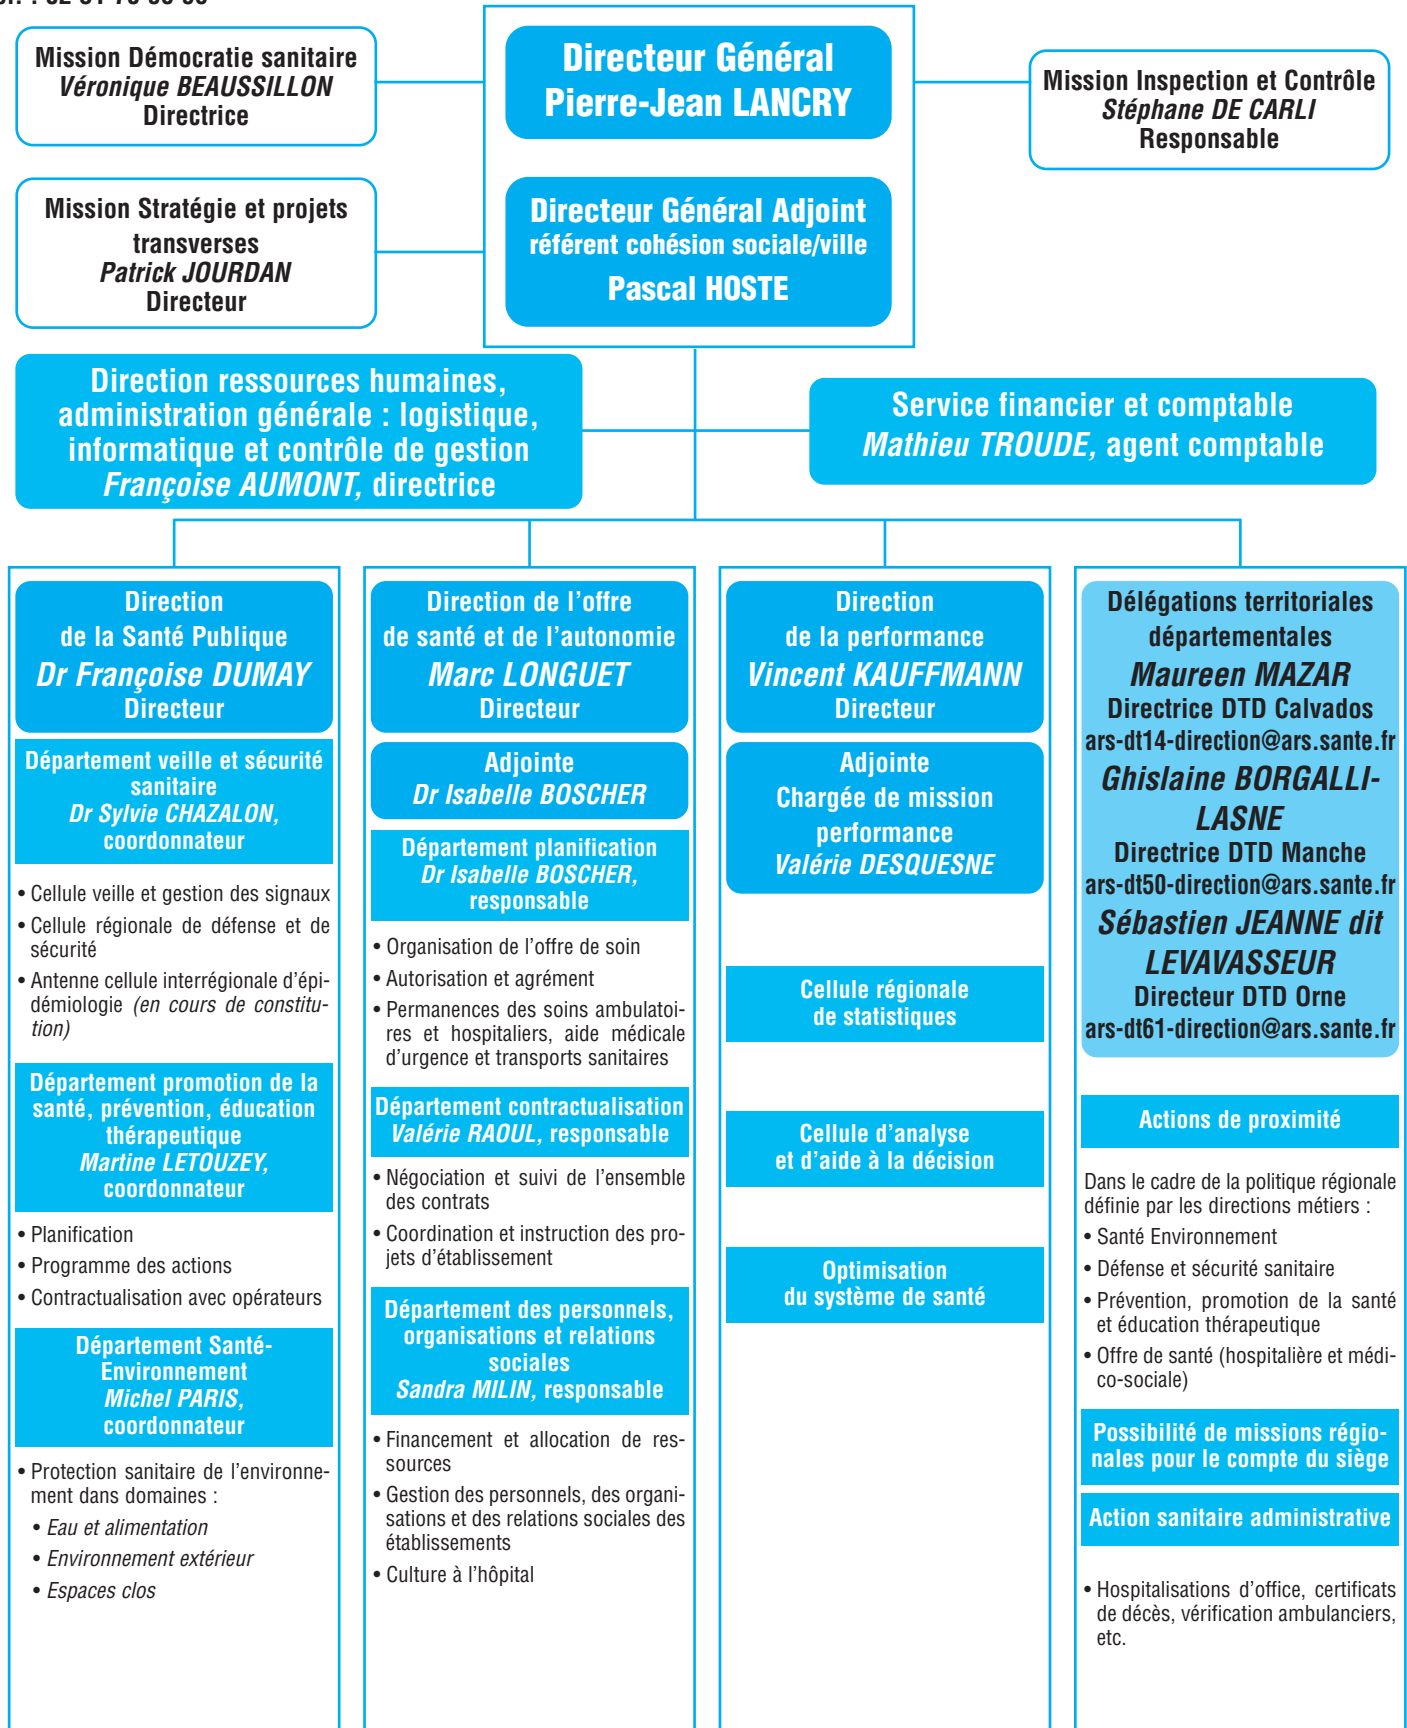 Mission Démocratie sanitaire
Véronique BEAUSSILLON
Directrice
Directeur Général
Pierre-Jean LANCRY
Mission Inspection et Contrôle
Stéphane DE CARLI
Responsable
Mission Stratégie et projets
transverses
Patrick JOURDAN
Directeur
Directeur Général Adjoint
référent cohésion sociale/ville
Pascal HOSTE
Direction ressources humaines,
administration générale : logistique,
informatique et contrôle de gestion
Françoise AUMONT, directrice
Service financier et comptable
Mathieu TROUDE, agent comptable
Direction
de la Santé Publique
Dr Françoise DUMAY
Directeur
Département veille et sécurité
sanitaire
Dr Sylvie CHAZALON,
coordonnateur
• Cellule veille et gestion des signaux
• Cellule régionale de défense et de
sécurité
• Antenne cellule interrégionale d'épi-
démiologie (en cours de constitu-
tion)
Département promotion de la
santé, prévention, éducation
thérapeutique
Martine LETOUZEY,
coordonnateur
• Planification
• Programme des actions
• Contractualisation avec opérateurs
Département Santé-
Environnement
Michel PARIS,
coordonnateur
• Protection sanitaire de l'environne-
ment dans domaines :
• Eau et alimentation
• Environnement extérieur
• Espaces clos
Direction de l'offre
de santé et de l'autonomie
Marc LONGUET
Directeur
Adjointe
Dr Isabelle BOSCHER
Département planification
Dr Isabelle BOSCHER,
responsable
• Organisation de l'offre de soin
• Autorisation et agrément
• Permanences des soins ambulatoi-
res et hospitaliers, aide médicale
d'urgence et transports sanitaires
Département contractualisation
Valérie RAOUL, responsable
• Négociation et suivi de l'ensemble
des contrats
• Coordination et instruction des pro-
jets d'établissement
Département des personnels,
organisations et relations
sociales
Sandra MILIN, responsable
• Financement et allocation de res-
sources
• Gestion des personnels, des organi-
sations et des relations sociales des
établissements
• Culture à l'hôpital
Direction
de la performance
Vincent KAUFFMANN
Directeur
Adjointe
Chargée de mission
performance
Valérie DESQUESNE
Cellule régionale
de statistiques
Cellule d'analyse
et d'aide à la décision
Optimisation
du système de santé
Délégations territoriales
départementales
Maureen MAZAR
Directrice DTD Calvados
ars-dt14-direction@ars.sante.fr
Ghislaine BORGALLI-
LASNE
Directrice DTD Manche
ars-dt50-direction@ars.sante.fr
Sébastien JEANNE dit
LEVAVASSEUR
Directeur DTD Orne
ars-dt61-direction@ars.sante.fr
Actions de proximité
Dans le cadre de la politique régionale
définie par les directions métiers :
• Santé Environnement
• Défense et sécurité sanitaire
• Prévention, promotion de la santé
et éducation thérapeutique
• Offre de santé (hospitalière et médi-
co-sociale)
Possibilité de missions régio-
nales pour le compte du siège
Action sanitaire administrative
• Hospitalisations d'office, certificats
de décès, vérification ambulanciers,
etc.